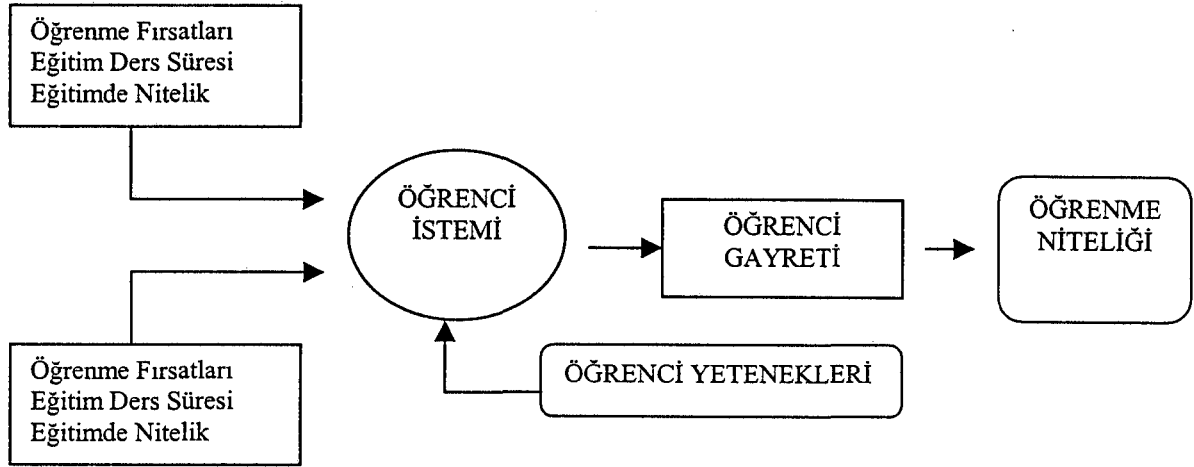 Öğrenme Fırsatları
Eğitim Ders Süresi
Eğitimde Nitelik
ÖĞRENCİ
İSTEMİ
ÖĞRENCİ
GAYRETİ
ÖĞRENME
NİTELİĞİ
Öğrenme Fırsatları
Eğitim Ders Süresi
Eğitimde Nitelik
ÖĞRENCİ YETENEKLERİ